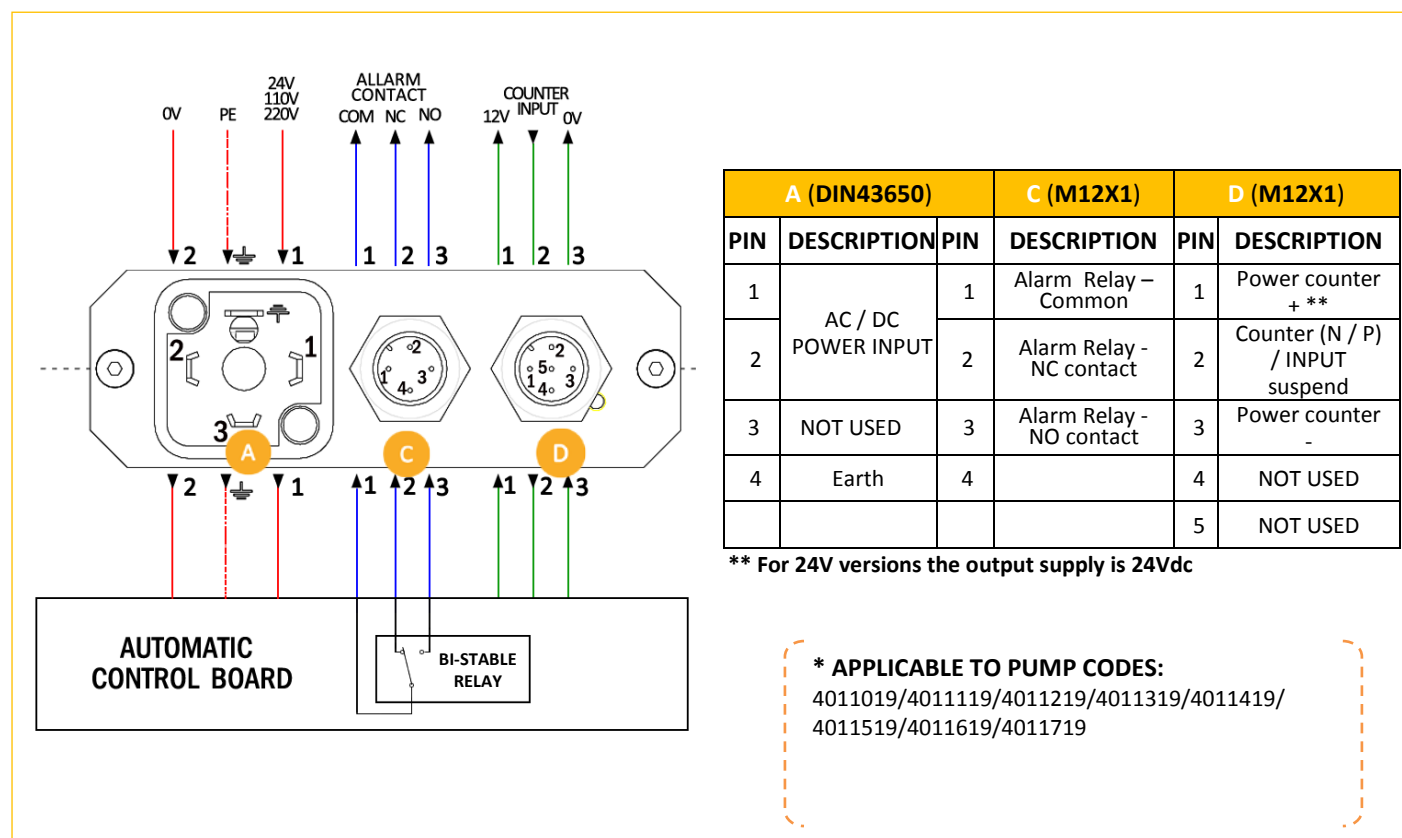 24V
ALLARM
110V
CONTACT
COUNTER
0V PE 220V
COM NC NO
12V INPUT 0V
2 1 1 2 3 1 2 3
2 1
3
A
2
1 3
4
C
2
5
1 3
4
D
2 1 1 2 3 1 2 3
AUTOMATIC
CONTROL BOARD
BI-STABLE
RELAY
A (DIN43650) C (M12X1) D (M12X1)
PIN DESCRIPTION PIN DESCRIPTION PIN DESCRIPTION
1 AC / DC POWER INPUT 1 Alarm Relay – Common 1 Power counter + **
2 2 Alarm Relay - NC contact 2 Counter (N / P) / INPUT suspend
3 NOT USED 3 Alarm Relay - NO contact 3 Power counter -
4 Earth 4 4 NOT USED
5 NOT USED
** For 24V versions the output supply is 24Vdc
* APPLICABLE TO PUMP CODES:
4011019/4011119/4011219/4011319/4011419/
4011519/4011619/4011719